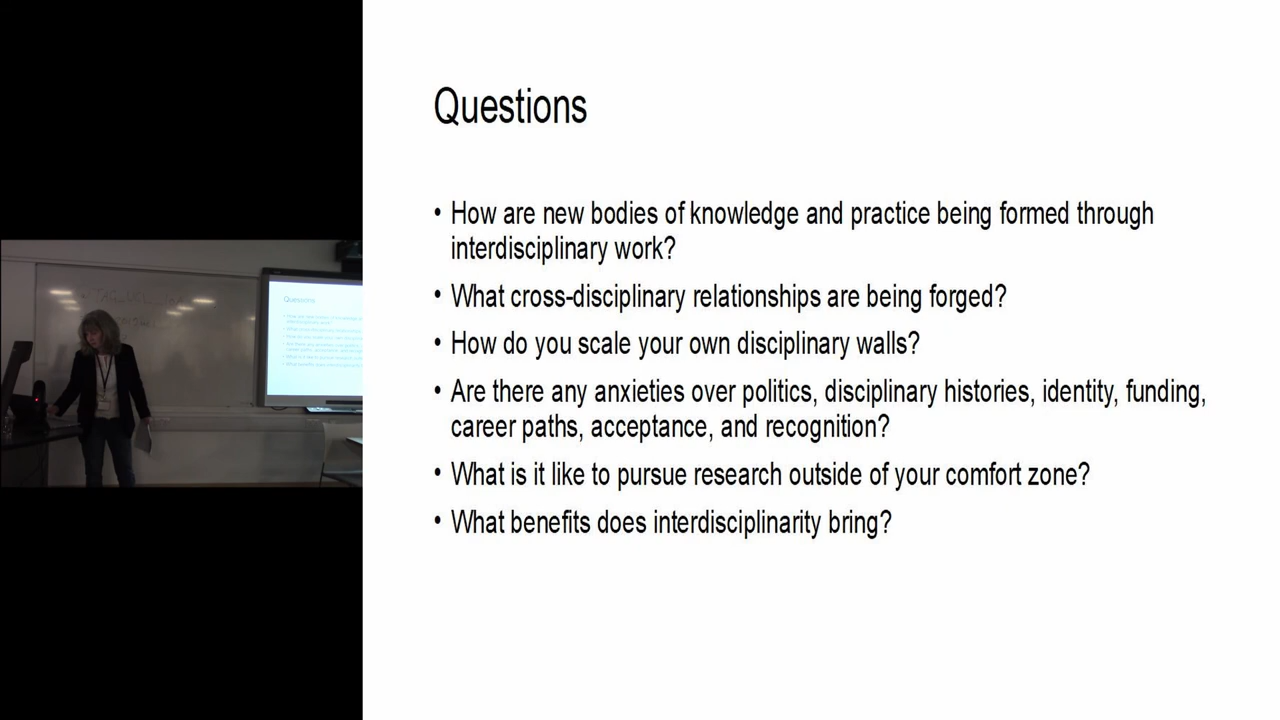 Questions
• How are new bodies of knowledge and practice being formed through
interdisciplinary work?
• What cross-disciplinary relationships are being forged?
• How do you scale your own disciplinary walls?
• Are there any anxieties over politics, disciplinary histories, identity, funding,
career paths, acceptance, and recognition?
• What is it like to pursue research outside of your comfort zone?
• What benefits does interdisciplinarity bring?
Questions